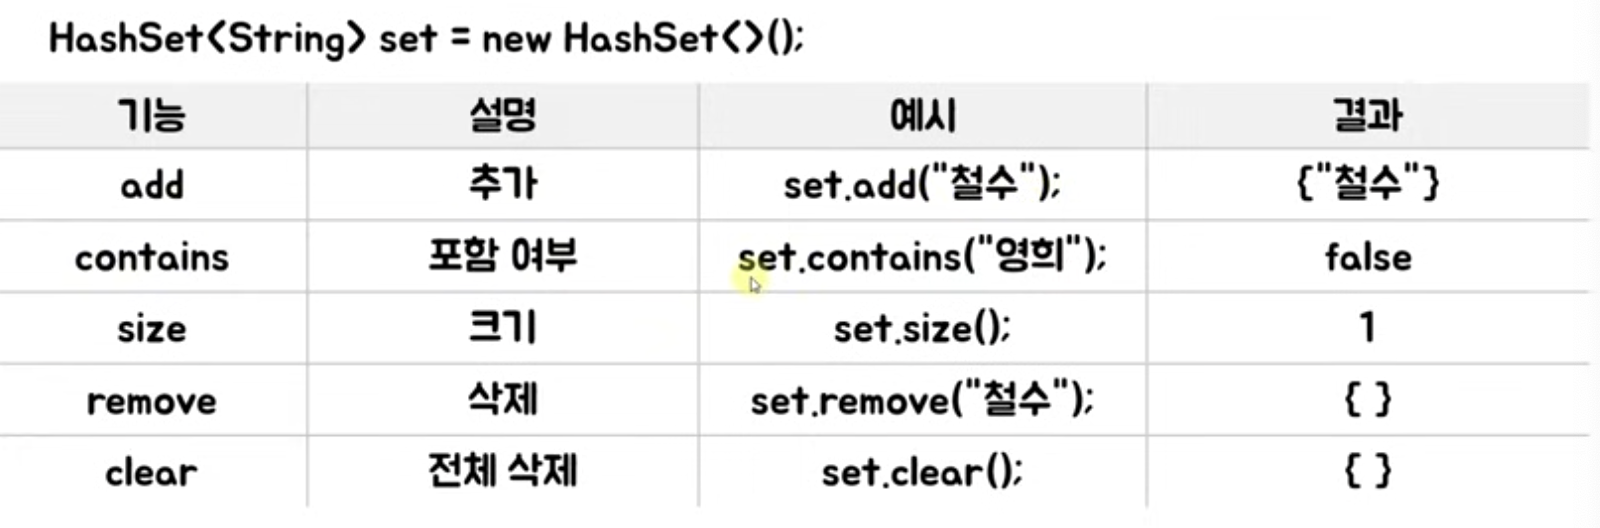 HashSet<String> set = new HashSet<>();
기능 설명 예시 결과
add 추가 set.add("철수"); {"철수"}
contains 포함 여부 set.contains("영희"); false
size 크기 set.size(); 1
remove 삭제 set.remove("철수"); { }
clear 전체 삭제 set.clear(); { }